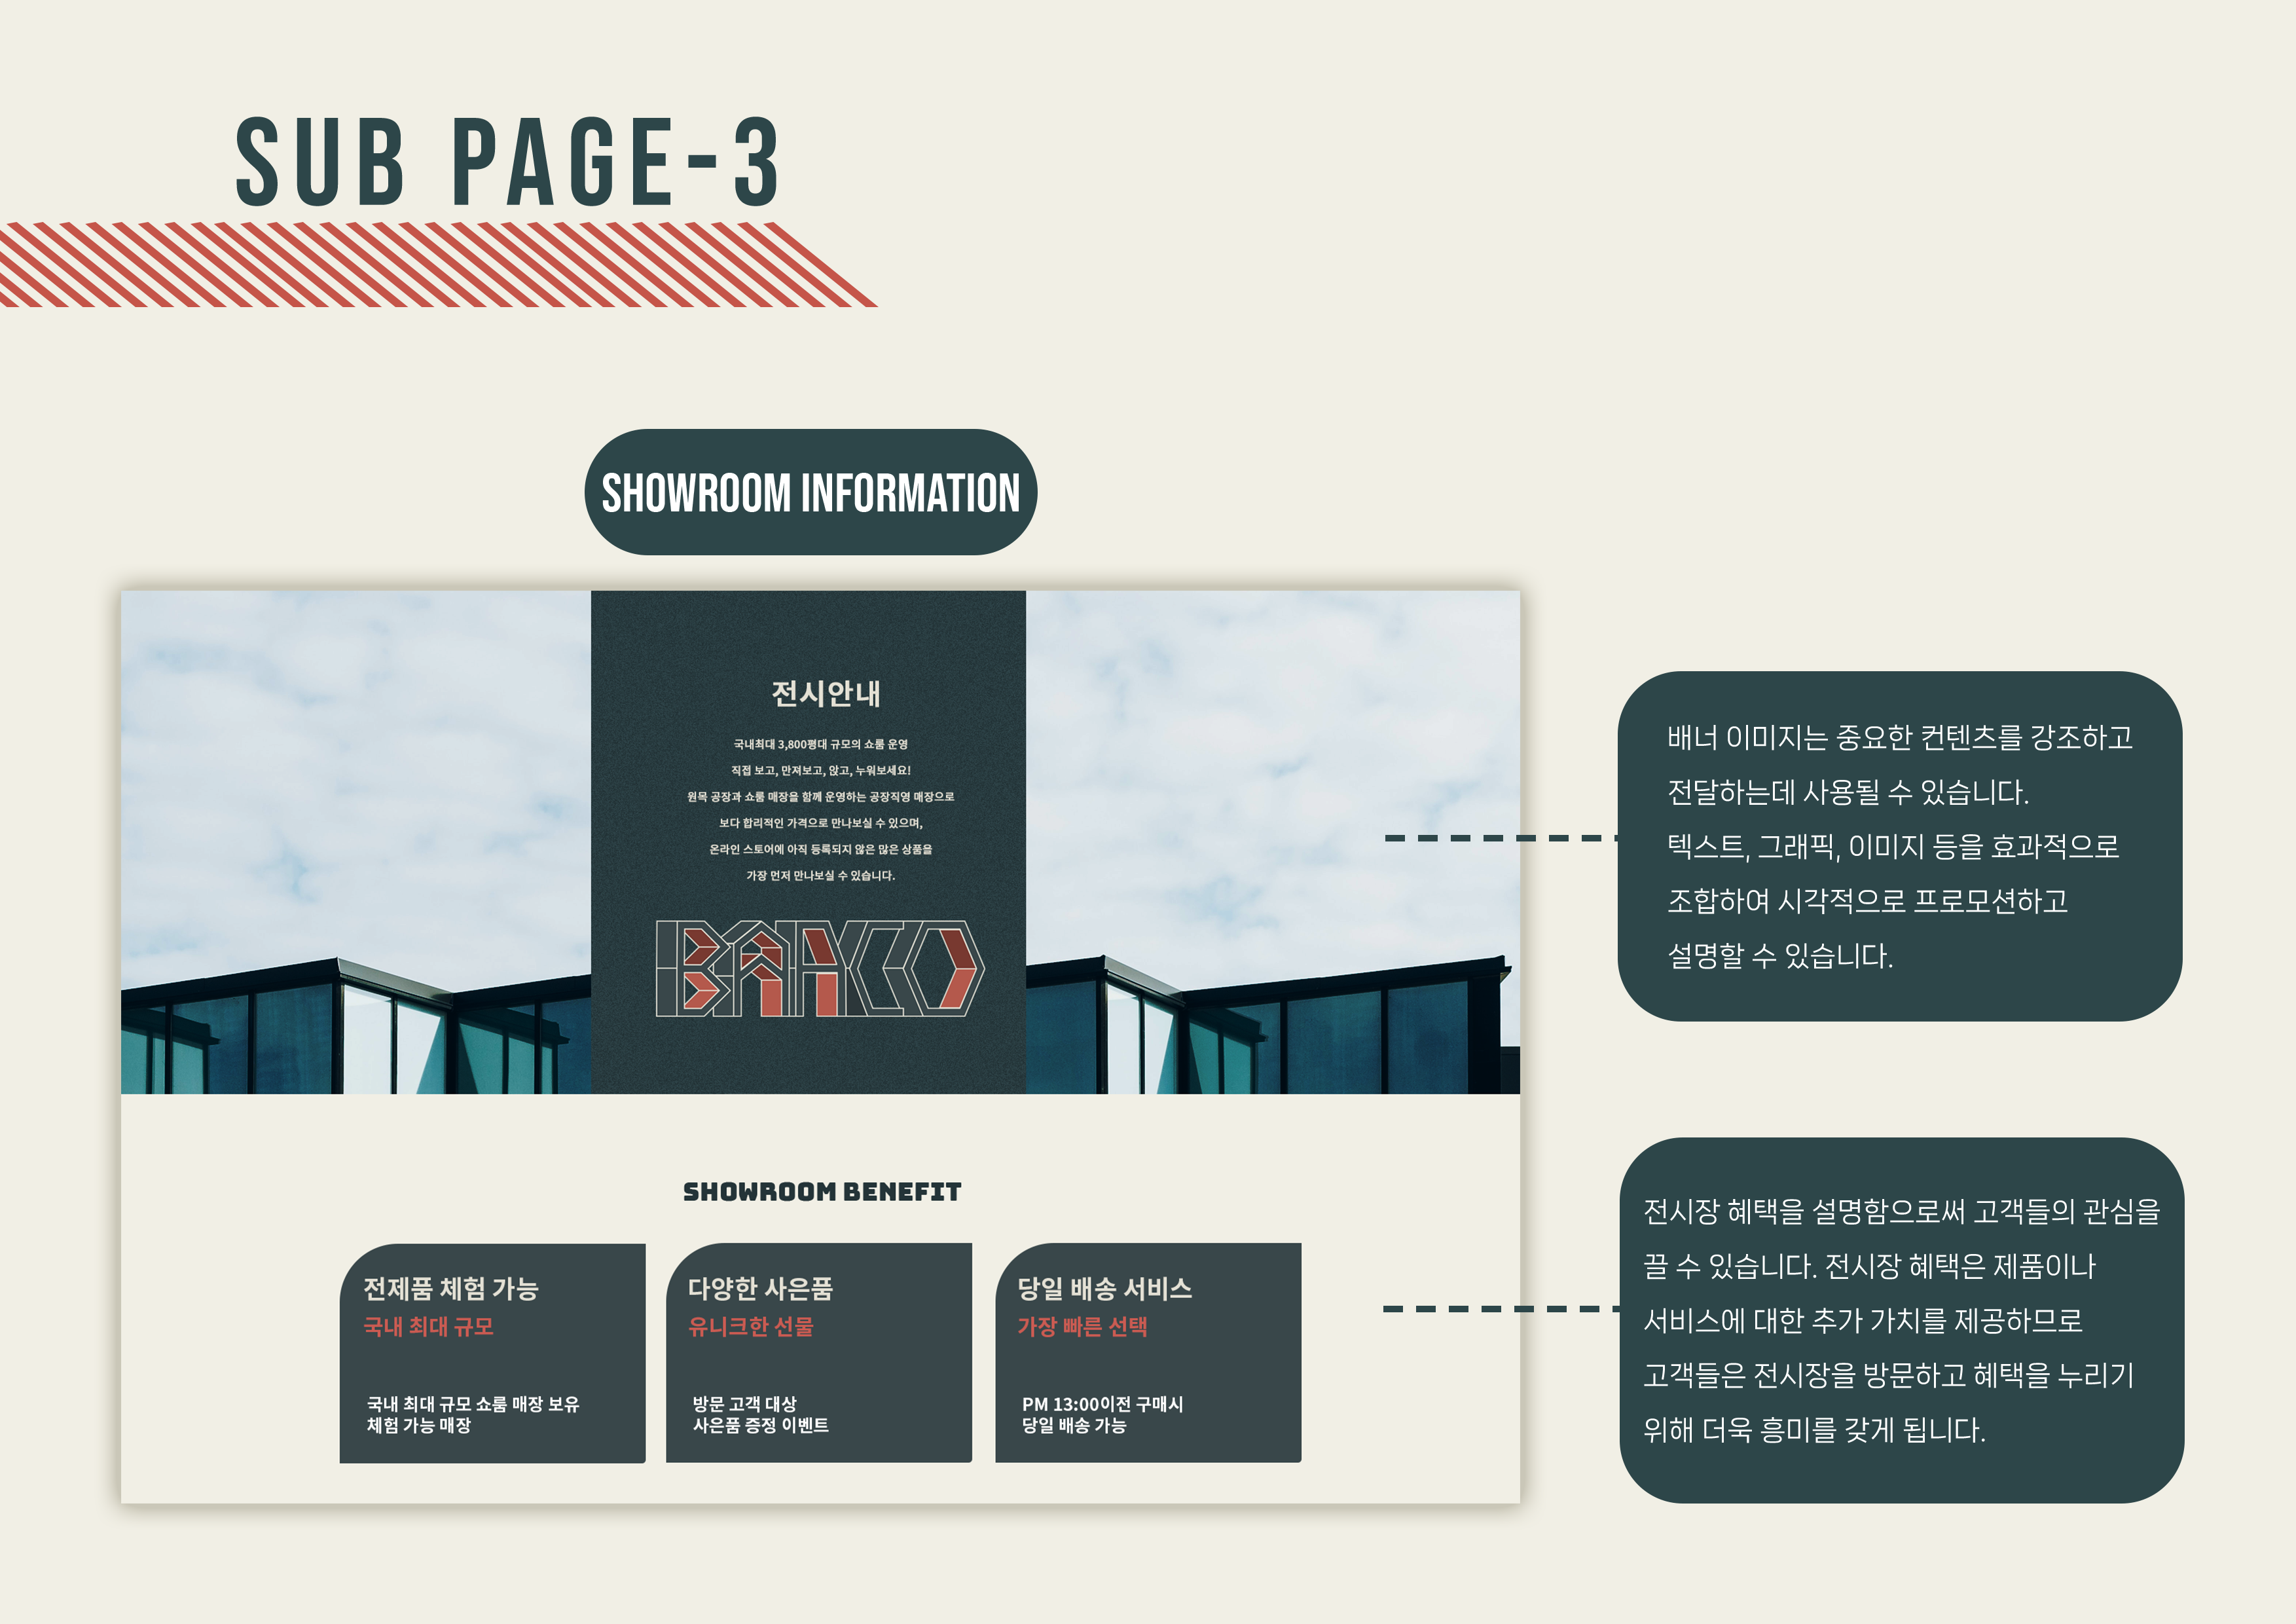 SUB PAGE-3
SHOWROOM INFORMATION
전시안내
국내최대 3,800평대 규모의 쇼룸 운영
직접 보고, 만져보고, 앉고, 누워보세요!
원목 공장과 쇼룸 매장을 함께 운영하는 공장직영 매장으로
보다 합리적인 가격으로 만나보실 수 있으며,
온라인 스토어에 아직 등록되지 않은 많은 상품을
가장 먼저 만나보실 수 있습니다.
배너 이미지는 중요한 컨텐츠를 강조하고
전달하는데 사용될 수 있습니다.
텍스트, 그래픽, 이미지 등을 효과적으로
조합하여 시각적으로 프로모션하고
설명할 수 있습니다.
SHOWROOM BENEFIT
전제품 체험 가능
국내 최대 규모
국내 최대 규모 쇼룸 매장 보유
체험 가능 매장
다양한 사은품
유니크한 선물
방문 고객 대상
사은품 증정 이벤트
당일 배송 서비스
가장 빠른 선택
PM 13:00이전 구매시
당일 배송 가능
전시장 혜택을 설명함으로써 고객들의 관심을
끌 수 있습니다. 전시장 혜택은 제품이나
서비스에 대한 추가 가치를 제공하므로
고객들은 전시장을 방문하고 혜택을 누리기
위해 더욱 흥미를 갖게 됩니다.